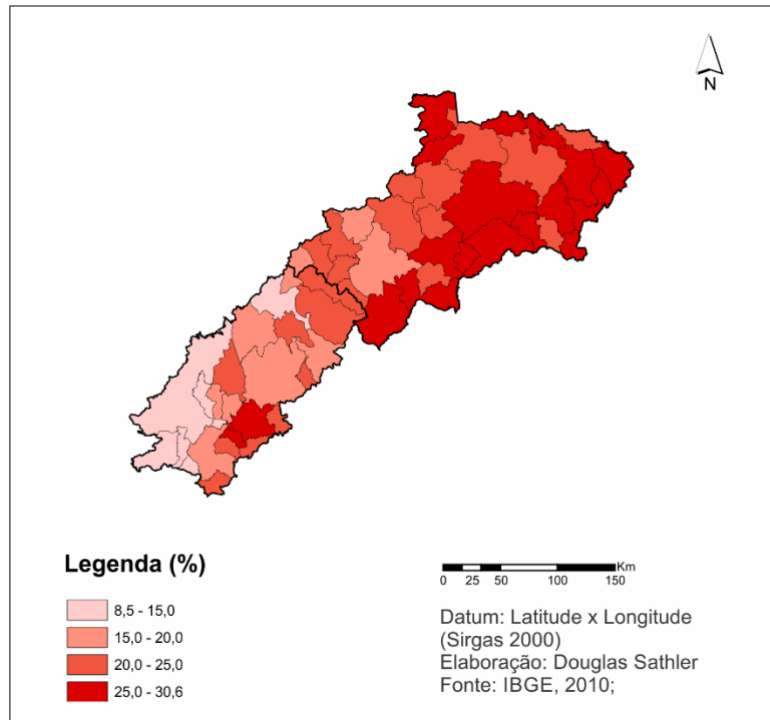 N
Legenda (%)
8,5 - 15,0
15,0 - 20,0
20,0 - 25,0
25,0 - 30,6
Km
0 25 50 100 150
Datum: Latitude x Longitude
(Sirgas 2000)
Elaboração: Douglas Sathler
Fonte: IBGE, 2010;